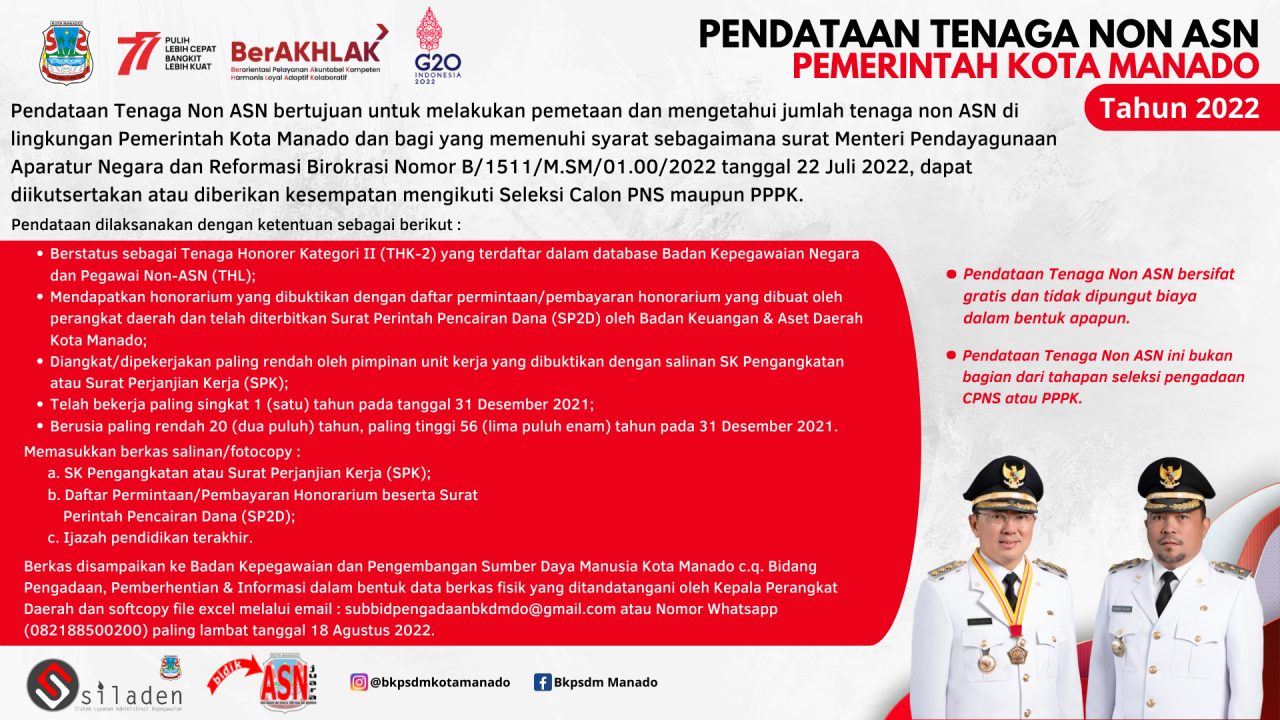 KOTA MANADO
77
PULIH
LEBIH CEPAT
BANGKIT
LEBIH KUAT
BerAKHLAK
Berorientasi Pelayanan Akuntabel Kompeten
Harmonis Loyal Adaptif Kolaboratif
G20
INDONESIA
2022
PENDATAAN TENAGA NON ASN
PEMERINTAH KOTA MANADO
Tahun 2022
Pendataan Tenaga Non ASN bertujuan untuk melakukan pemetaan dan mengetahui jumlah tenaga non ASN di
lingkungan Pemerintah Kota Manado dan bagi yang memenuhi syarat sebagaimana surat Menteri Pendayagunaan
Aparatur Negara dan Reformasi Birokrasi Nomor B/1511/M.SM/01.00/2022 tanggal 22 Juli 2022, dapat
diikutsertakan atau diberikan kesempatan mengikuti Seleksi Calon PNS maupun PPPK.
Pendataan dilaksanakan dengan ketentuan sebagai berikut :
• Berstatus sebagai Tenaga Honorer Kategori II (THK-2) yang terdaftar dalam database Badan Kepegawaian Negara
dan Pegawai Non-ASN (THL);
• Mendapatkan honorarium yang dibuktikan dengan daftar permintaan/pembayaran honorarium yang dibuat oleh
perangkat daerah dan telah diterbitkan Surat Perintah Pencairan Dana (SP2D) oleh Badan Keuangan & Aset Daerah
Kota Manado;
• Diangkat/dipekerjakan paling rendah oleh pimpinan unit kerja yang dibuktikan dengan salinan SK Pengangkatan
atau Surat Perjanjian Kerja (SPK);
• Telah bekerja paling singkat 1 (satu) tahun pada tanggal 31 Desember 2021;
• Berusia paling rendah 20 (dua puluh) tahun, paling tinggi 56 (lima puluh enam) tahun pada 31 Desember 2021.
Memasukkan berkas salinan/fotocopy :
a. SK Pengangkatan atau Surat Perjanjian Kerja (SPK);
b. Daftar Permintaan/Pembayaran Honorarium beserta Surat
Perintah Pencairan Dana (SP2D);
c. Ijazah pendidikan terakhir.
Berkas disampaikan ke Badan Kepegawaian dan Pengembangan Sumber Daya Manusia Kota Manado c.q. Bidang
Pengadaan, Pemberhentian & Informasi dalam bentuk data berkas fisik yang ditandatangani oleh Kepala Perangkat
Daerah dan softcopy file excel melalui email : subbidpengadaanbkdmdo@gmail.com atau Nomor Whatsapp
(082188500200) paling lambat tanggal 18 Agustus 2022.
• Pendataan Tenaga Non ASN bersifat
gratis dan tidak dipungut biaya
dalam bentuk apapun.
• Pendataan Tenaga Non ASN ini bukan
bagian dari tahapan seleksi pengadaan
CPNS atau PPPK.
siladen
Sistem Layanan Administrasi Kepegawaian
bidik
ASN
juara
@bkpsdmkotamanado
Bkpsdm Manado